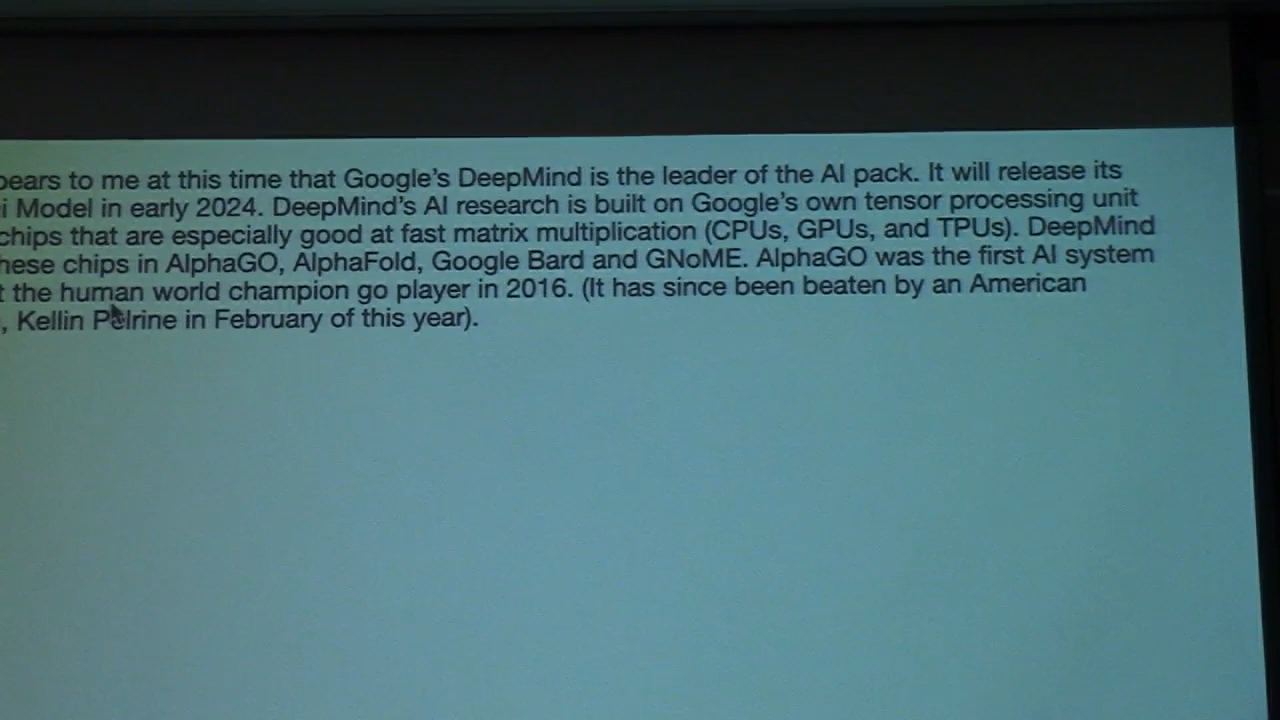 pears to me at this time that Google's DeepMind is the leader of the AI pack. It will release its
i Model in early 2024. DeepMind's AI research is built on Google's own tensor processing unit
chips that are especially good at fast matrix multiplication (CPUs, GPUs, and TPUs). DeepMind
hese chips in AlphaGO, AlphaFold, Google Bard and GNoME. AlphaGO was the first AI system
t the human world champion go player in 2016. (It has since been beaten by an American
, Kellin Pelrine in February of this year).